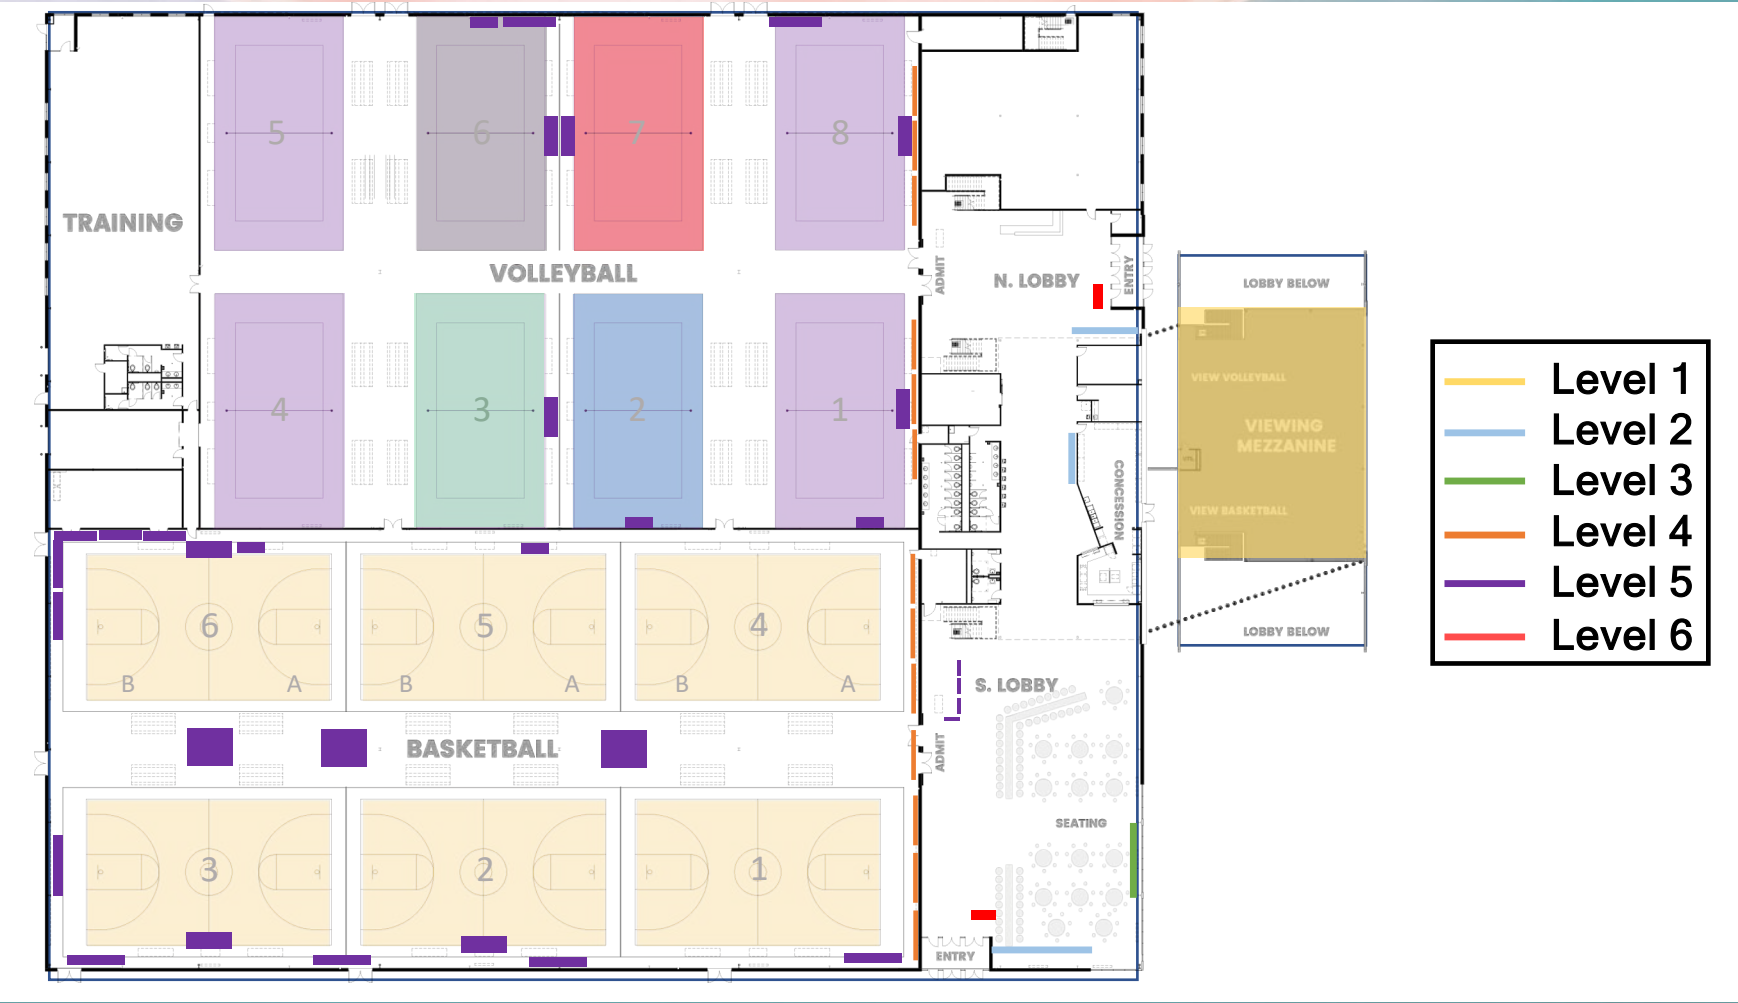 5
6
7
8
TRAINING
VOLLEYBALL
ADMIT
N. LOBBY
ENTRY
LOBBY BELOW
4
3
2
1
VIEW VOLLEYBALL
VIEWING
MEZZANINE
VIEW BASKETBALL
LOBBY BELOW
CONCESSION
Level 1
Level 2
Level 3
Level 4
Level 5
Level 6
6
5
4
B
A
B
A
B
A
S. LOBBY
BASKETBALL
ADMIT
SEATING
3
2
1
ENTRY